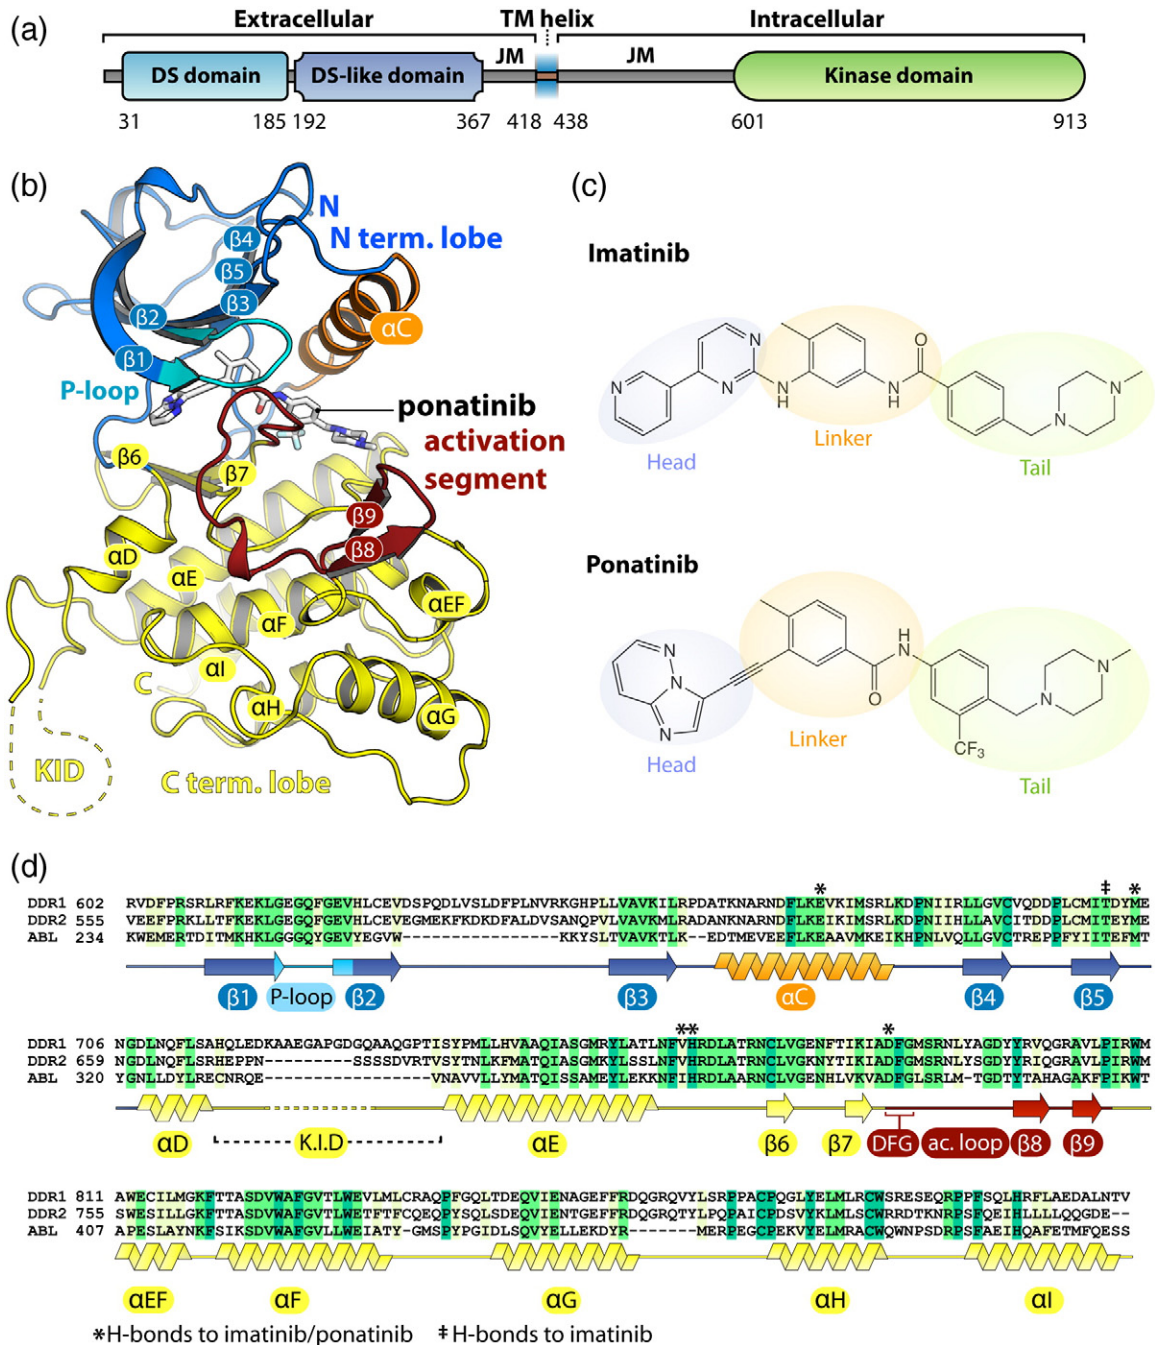 (a)
Extracellular TM helix Intracellular
DS domain DS-like domain JM JM Kinase domain
31 185 192 367 418 438 601 913
(b)
N
N term. lobe
β4
β5
β3
β2
αC
β1
P-loop
ponatinib
activation
segment
β6
β7
β9
β8
αD
αE
αEF
αF
αI
C
αH
αG
KID
C term. lobe
(c)
Imatinib
N
N
N
N
H
NH
O
N
N
Head
Linker
Tail
Ponatinib
N
N
N
H
N
O
N
N
CF₃
Head
Linker
Tail
(d)
* ‡ *
DDR1 602 RVDFPRSRLRFKEKLGEGQFGEVHLCEVDSPQDLVSLDFPLNVRKGHPLLVAVKILRPDATKNARNDFLKEVKIMSRLKDPNIIRLLGVCVQDDPLCMITDYME
DDR2 555 VEEFPRKLLTFKEKLGEGQFGEVHLCEVEGMEKFKDKDFALDVSANQPVLVAVKMLRADANKNARNDFLKEIKIMSRLKDPNIIHLLAVCITDDPLCMITEYME
ABL 234 KWEMERTDITMKHKLGGGQYGEVYEGVW----------------KKYSLTVAVKTLK--EDTMEVEEFLKEAAVMKEIKHPNLVQLLGVCTREPPFYIITEFMT
β1 P-loop β2 β3 αC β4 β5
** *
DDR1 706 NGDLNQFLSAHQLEDKAAEGAPGDGQAAQGPTISYPMLLHVAAQIASGMRYLATLNFVHRDLATRNCLVGENFTIKIADFGMSRNLYAGDYYRVQGRAVLPIRWM
DDR2 659 NGDLNQFLSRHEPPN---------SSSSDVRTVSYTNLKFMATQIASGMKYLSSLNFVHRDLATRNCLVGKNYTIKIADFGMSRNLYSGDYYRIQGRAVLPIRWM
ABL 320 YGNLLDYLRECNRQE-----------------VNAVVLLYMATQISSAMEYLEKKNFIHRDLAARNCLVGENHLVKVADFGLSRLM-TGDTYTAHAGAKFPIKWT
αD K.I.D αE β6 β7 DFG ac. loop β8 β9
DDR1 811 AWECILMGKFTTASDVWAFGVTLWEVLMLCRAQPFGQLTDEQVIENAGEFFRDQGRQVYLSRPPACPQGLYELMLRCWSRESEQRPPFSQLHRFLAEDALNTV
DDR2 755 SWESILLGKFTTASDVWAFGVTLWETFTFCQEQPYSQLSDEQVIENTGEFFRDQGRQTYLPQPAICPDSVYKLMLSCWRRDTKNRPSFQEIHLLLLQQGDE--
ABL 407 APESLAYNKFSIKSDVWAFGVLLWEIATY-GMSPYPGIDLSQVYELLEKDYR-------MERPEGCPEKVYELMRACWQWNPSDRPSFAEIHQAFETMFQESS
αEF αF αG αH αI
*H-bonds to imatinib/ponatinib ‡H-bonds to imatinib